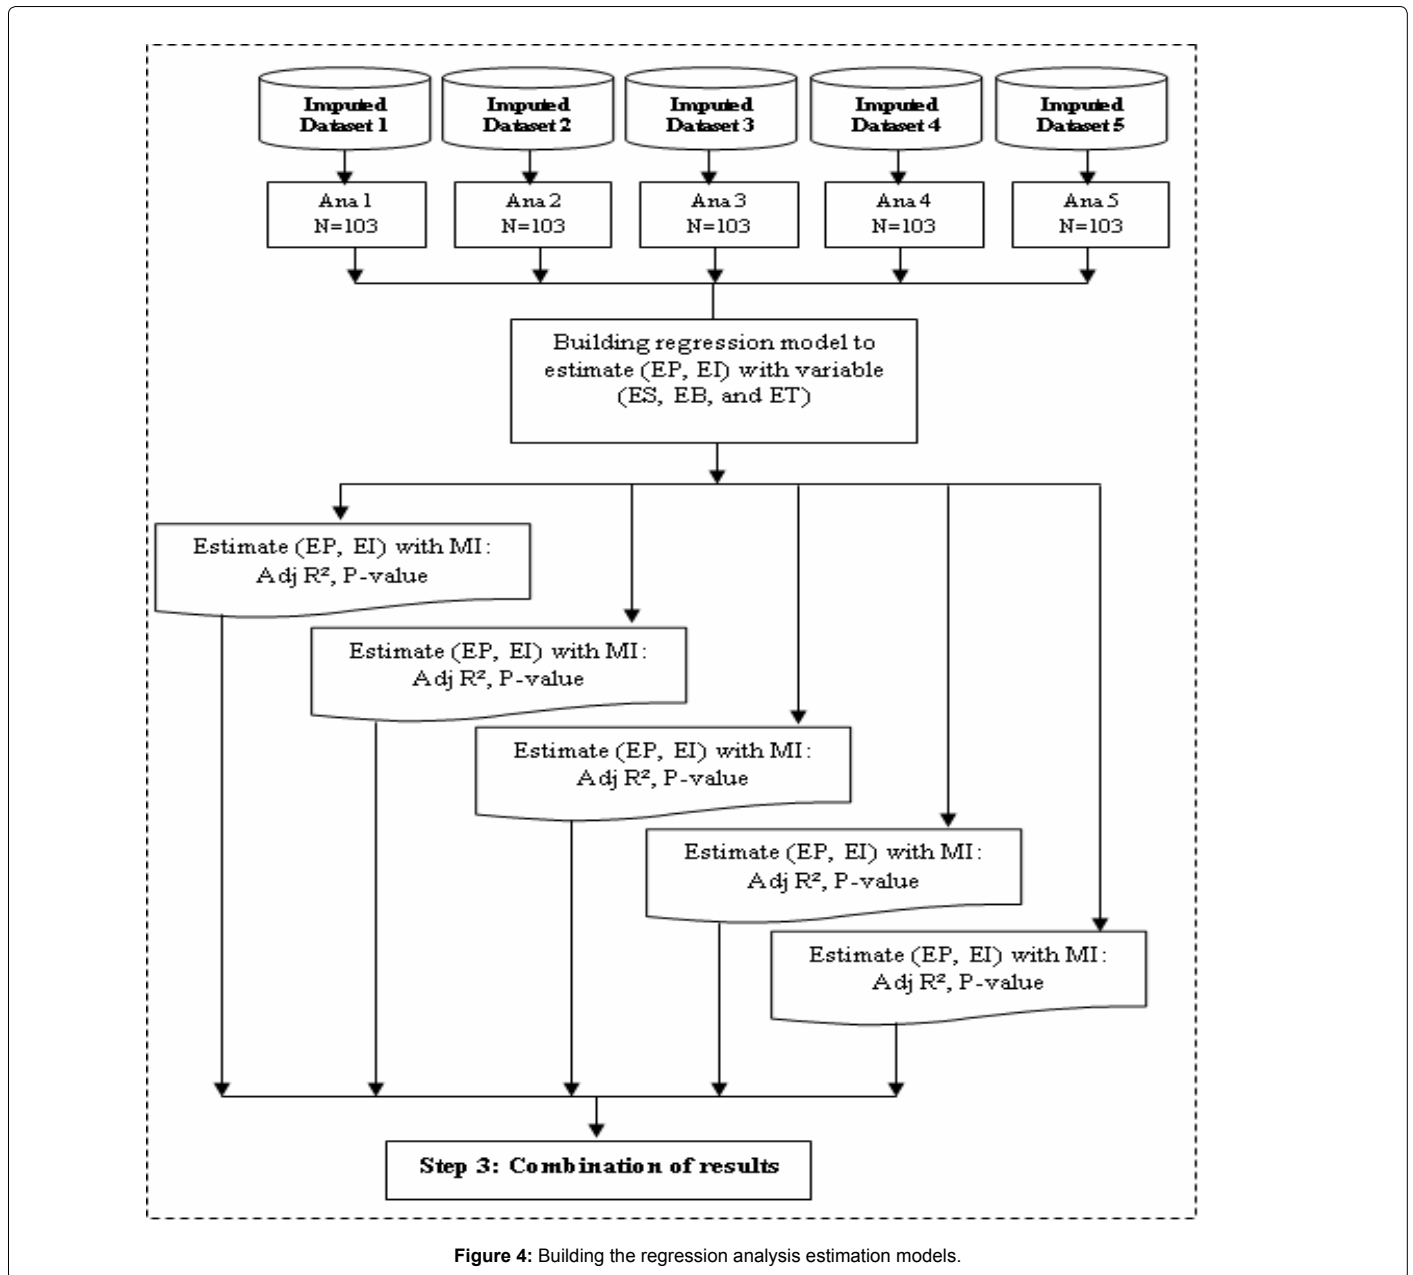 Imputed
Dataset 1
Imputed
Dataset 2
Imputed
Dataset 3
Imputed
Dataset 4
Imputed
Dataset 5
Ana 1
N=103
Ana 2
N=103
Ana 3
N=103
Ana 4
N=103
Ana 5
N=103
Building regression model to
estimate (EP, EI) with variable
(ES, EB, and ET)
Estimate (EP, EI) with MI:
Adj R², P-value
Estimate (EP, EI) with MI:
Adj R², P-value
Estimate (EP, EI) with MI:
Adj R², P-value
Estimate (EP, EI) with MI:
Adj R², P-value
Estimate (EP, EI) with MI:
Adj R², P-value
Step 3: Combination of results
Figure 4: Building the regression analysis estimation models.